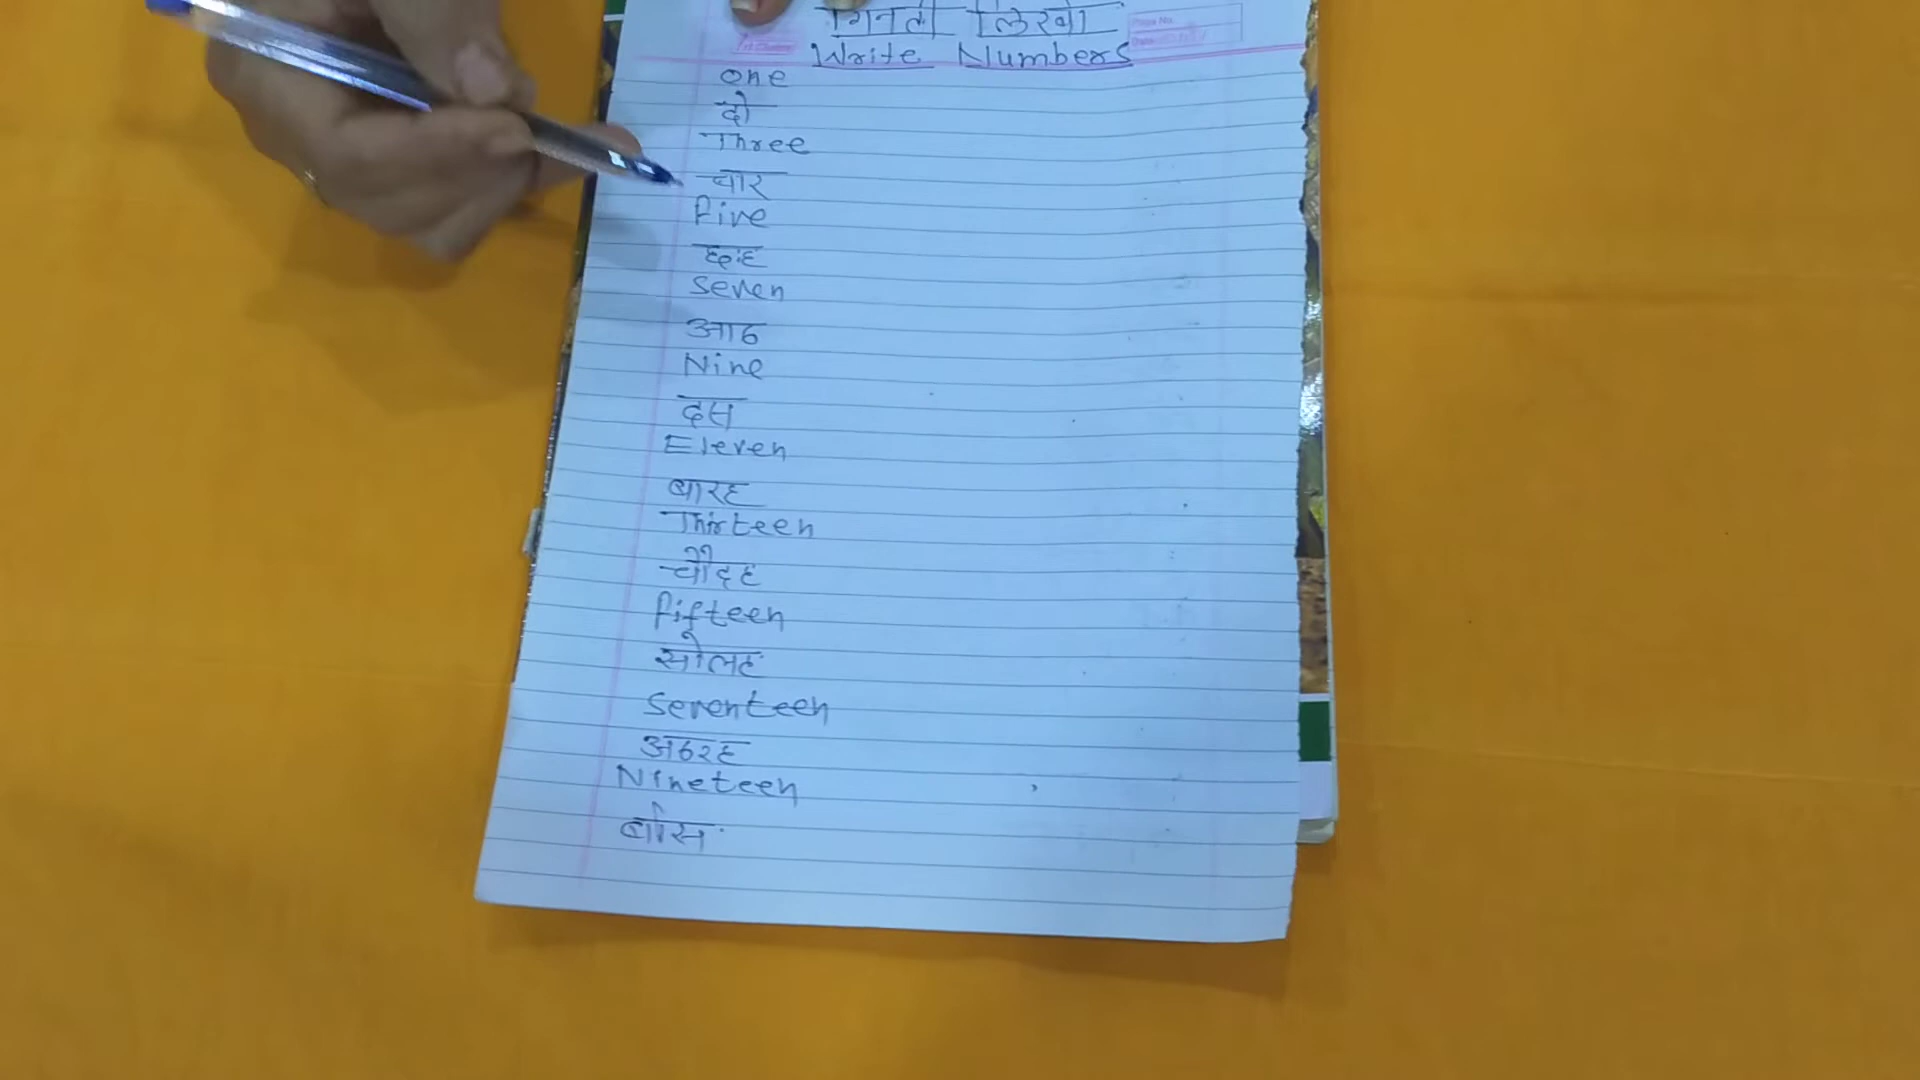 गिनती लिखो
Write Numbers
one
दो
Three
चार
five
छ:ह
Seven
आठ
Nine
दस
Eleven
बारह
Thirteen
चौदह
fifteen
सोलह
Seventeen
अठरह
Nineteen
बीस